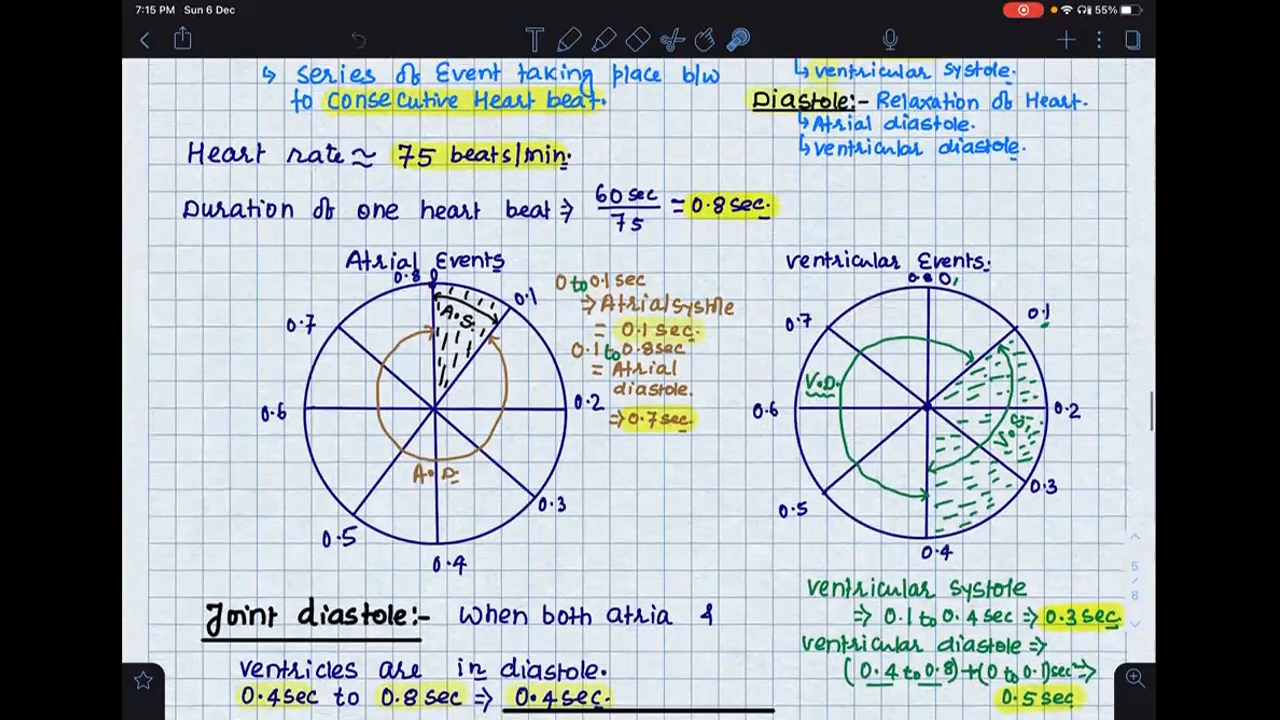 7:15 PM Sun 6 Dec
55%
↳ series of Event taking place b/w
to consecutive Heart beat.
↳ ventricular systole.
Diastole:- Relaxation of Heart.
↳ Atrial diastole.
↳ ventricular diastole.
Heart rate ≈ 75 beats/min.
Duration of one heart beat ⇒ 60 sec / 75 = 0.8 sec.
Atrial Events
0.8 0
0.1
0.2
0.3
0.4
0.5
0.6
0.7
A.S.
A.D.
0 to 0.1 sec
⇒ Atrial systole
= 0.1 sec.
0.1 to 0.8 sec
= Atrial
diastole.
⇒ 0.7 sec.
ventricular Events.
0.8 0
0.1
0.2
0.3
0.4
0.5
0.6
0.7
V.D.
V.S.
ventricular systole
⇒ 0.1 to 0.4 sec ⇒ 0.3 sec
ventricular diastole ⇒
(0.4 to 0.8) + (0 to 0.1) sec ⇒
0.5 sec
Joint diastole:- When both atria &
ventricles are in diastole.
0.4 sec to 0.8 sec ⇒ 0.4 sec.
5
/
8